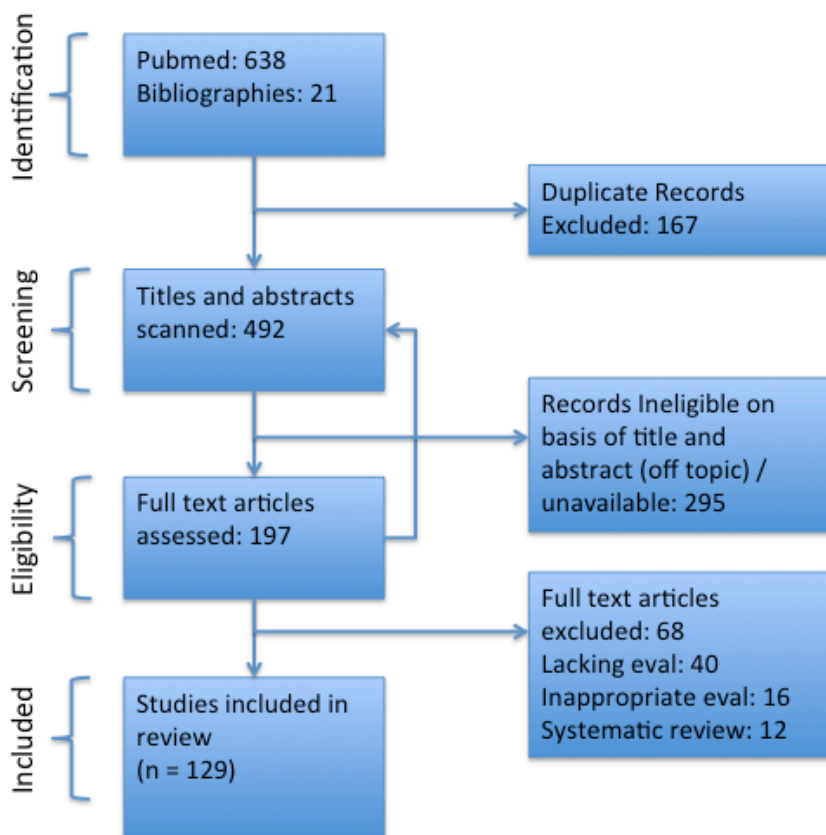 Identification
Pubmed: 638
Bibliographies: 21
Duplicate Records
Excluded: 167
Screening
Titles and abstracts
scanned: 492
Records Ineligible on
basis of title and
abstract (off topic) /
unavailable: 295
Eligibility
Full text articles
assessed: 197
Full text articles
excluded: 68
Lacking eval: 40
Inappropriate eval: 16
Systematic review: 12
Included
Studies included in
review
(n = 129)